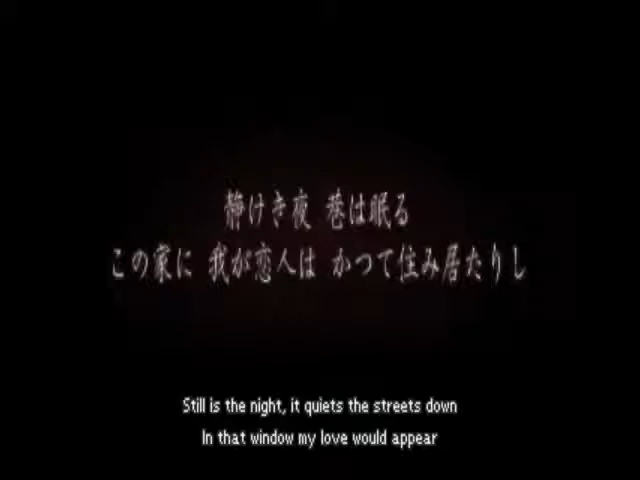 静けき夜 巷は眠る
この家に 我が恋人は かつて住み居たりし
Still is the night, it quiets the streets down
In that window my love would appear